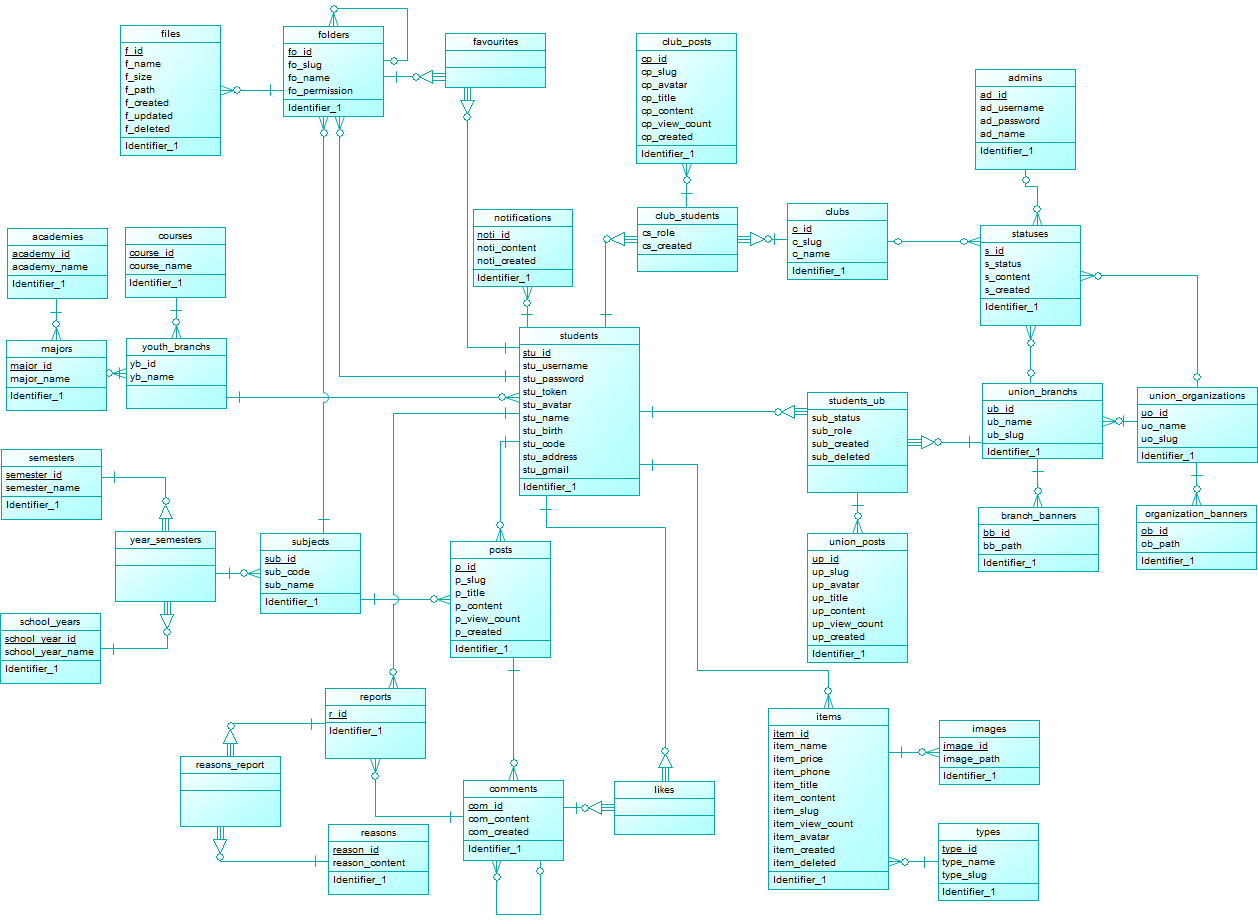 files
f_id
f_name
f_size
f_path
f_created
f_updated
f_deleted
Identifier_1
folders
fo_id
fo_slug
fo_name
fo_permission
Identifier_1
favourites
club_posts
cp_id
cp_slug
cp_avatar
cp_title
cp_content
cp_view_count
cp_created
Identifier_1
admins
ad_id
ad_username
ad_password
ad_name
Identifier_1
academies
academy_id
academy_name
Identifier_1
courses
course_id
course_name
Identifier_1
notifications
noti_id
noti_content
noti_created
Identifier_1
club_students
cs_role
cs_created
clubs
c_id
c_slug
c_name
Identifier_1
statuses
s_id
s_status
s_content
s_created
Identifier_1
majors
major_id
major_name
Identifier_1
youth_branchs
yb_id
yb_name
students
stu_id
stu_username
stu_password
stu_token
stu_avatar
stu_name
stu_birth
stu_code
stu_address
stu_gmail
Identifier_1
students_ub
sub_status
sub_role
sub_created
sub_deleted
union_branchs
ub_id
ub_name
ub_slug
Identifier_1
union_organizations
uo_id
uo_name
uo_slug
Identifier_1
semesters
semester_id
semester_name
Identifier_1
year_semesters
subjects
sub_id
sub_code
sub_name
Identifier_1
posts
p_id
p_slug
p_title
p_content
p_view_count
p_created
Identifier_1
union_posts
up_id
up_slug
up_avatar
up_title
up_content
up_view_count
up_created
Identifier_1
branch_banners
bb_id
bb_path
Identifier_1
organization_banners
ob_id
ob_path
Identifier_1
school_years
school_year_id
school_year_name
Identifier_1
reports
r_id
Identifier_1
reasons_report
reasons
reason_id
reason_content
Identifier_1
comments
com_id
com_content
com_created
Identifier_1
likes
items
item_id
item_name
item_price
item_phone
item_title
item_content
item_slug
item_view_count
item_avatar
item_created
item_deleted
Identifier_1
images
image_id
image_path
Identifier_1
types
type_id
type_name
type_slug
Identifier_1